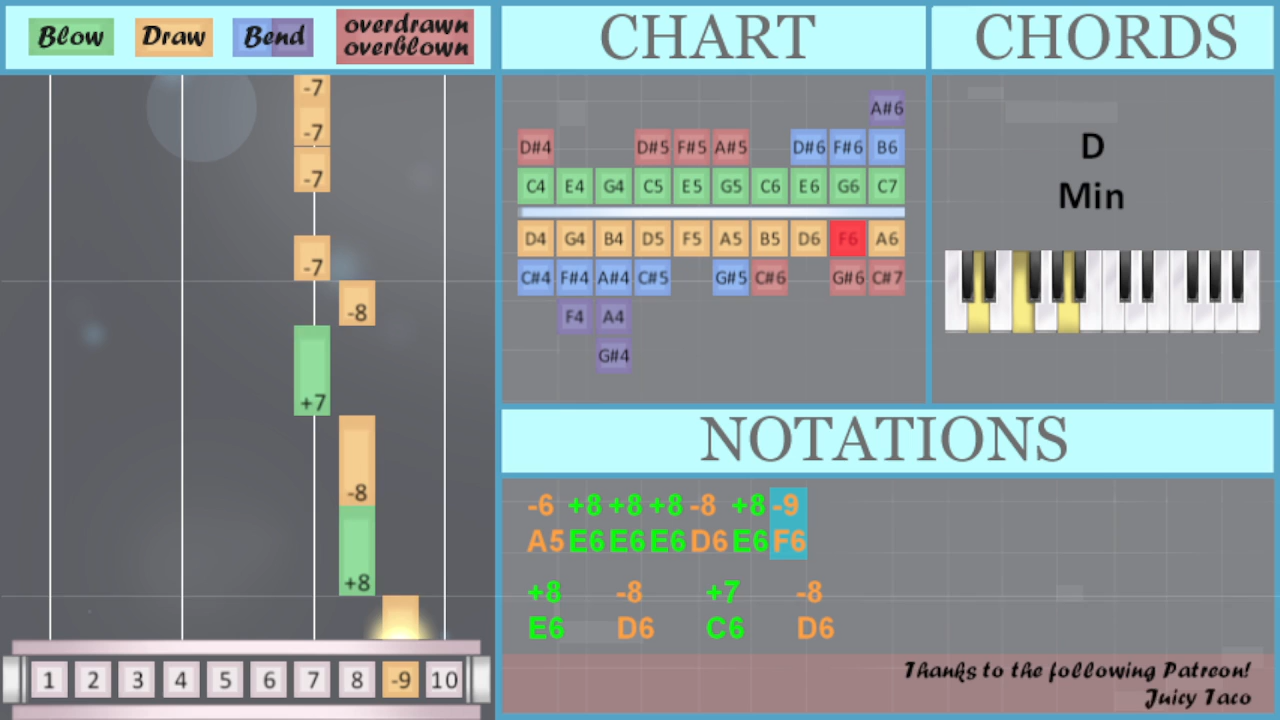 Blow Draw Bend overdrawn
overblown
CHART
CHORDS
-7
-7
-7
-7
-8
+7
-8
+8
1 2 3 4 5 6 7 8 -9 10
A#6
D#4 D#5 F#5 A#5 D#6 F#6 B6
C4 E4 G4 C5 E5 G5 C6 E6 G6 C7
D4 G4 B4 D5 F5 A5 B5 D6 F6 A6
C#4 F#4 A#4 C#5 G#5 C#6 G#6 C#7
F4 A4
G#4
D
Min
NOTATIONS
-6 +8 +8 +8 -8 +8 -9
A5 E6 E6 E6 D6 E6 F6
+8 -8 +7 -8
E6 D6 C6 D6
Thanks to the following Patreon!
Juicy Taco